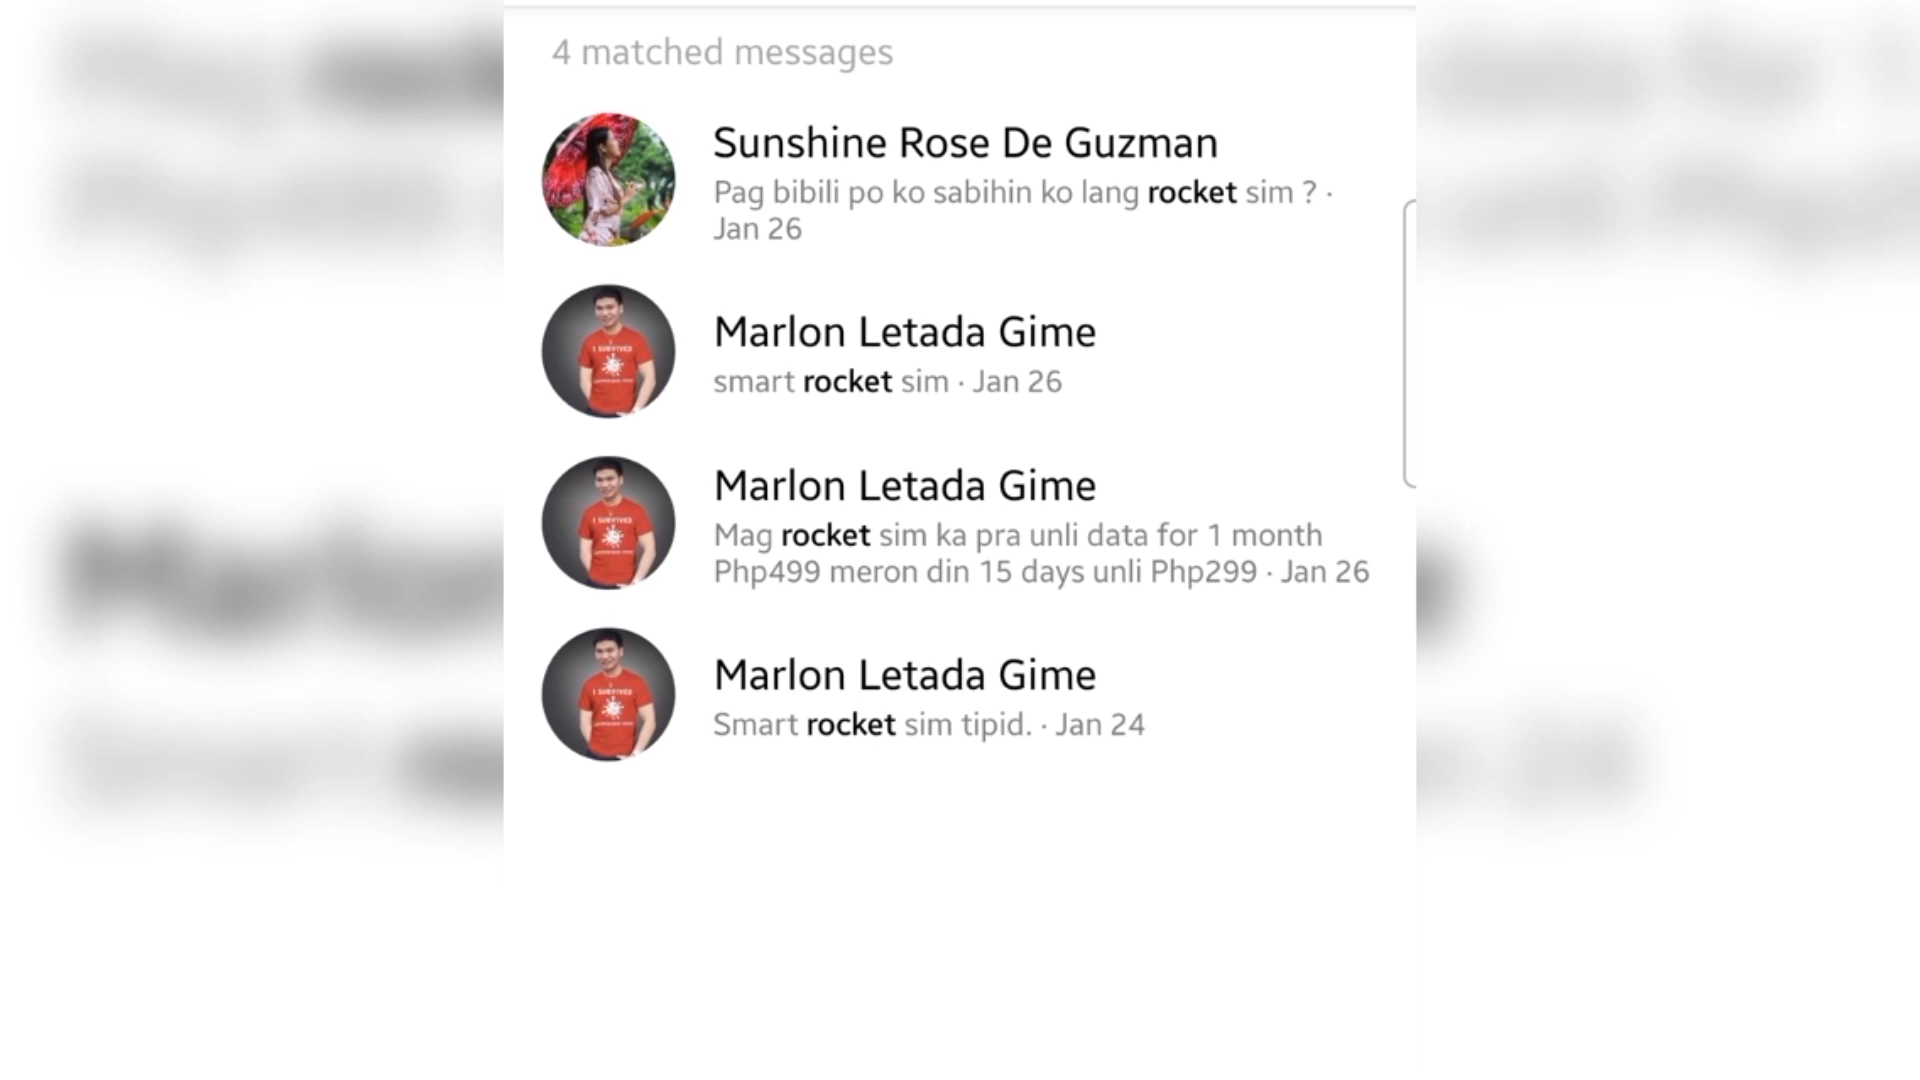 4 matched messages
Sunshine Rose De Guzman
Pag bibili po ko sabihin ko lang rocket sim ? ·
Jan 26
Marlon Letada Gime
I SURVIVED
smart rocket sim · Jan 26
Marlon Letada Gime
I SURVIVED
Mag rocket sim ka pra unli data for 1 month
Php499 meron din 15 days unli Php299 · Jan 26
Marlon Letada Gime
I SURVIVED
Smart rocket sim tipid. · Jan 24